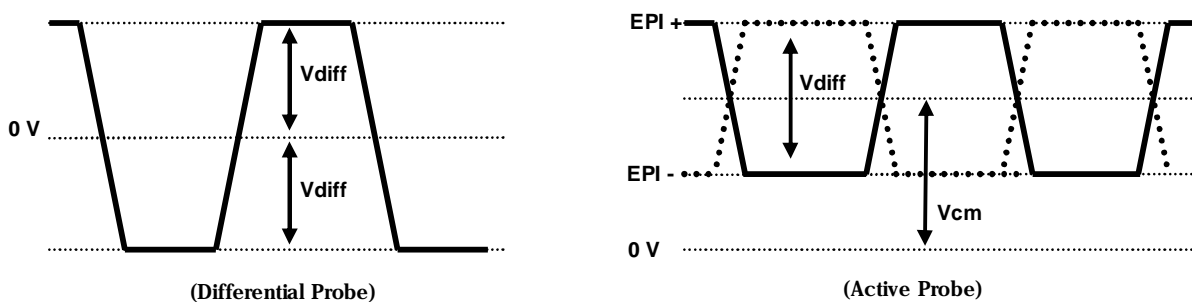 Vdiff
0 V
Vdiff
(Differential Probe)
EPI +
Vdiff
EPI -
Vcm
0 V
(Active Probe)